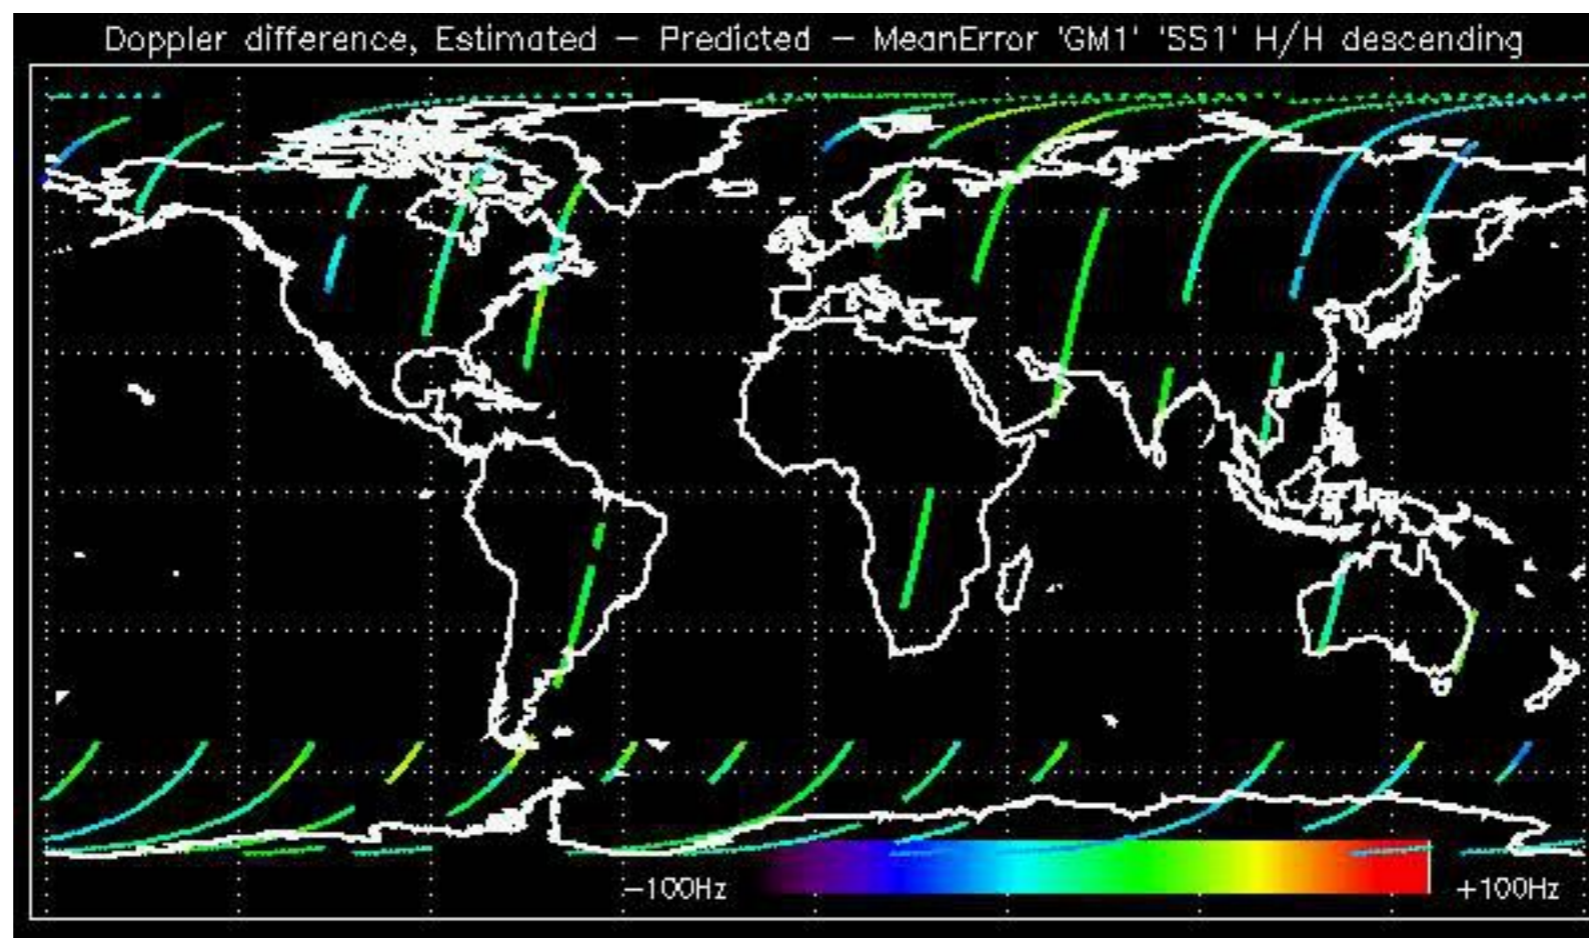 Doppler difference, Estimated – Predicted – MeanError 'GM1' 'SS1' H/H descending
–100Hz +100Hz